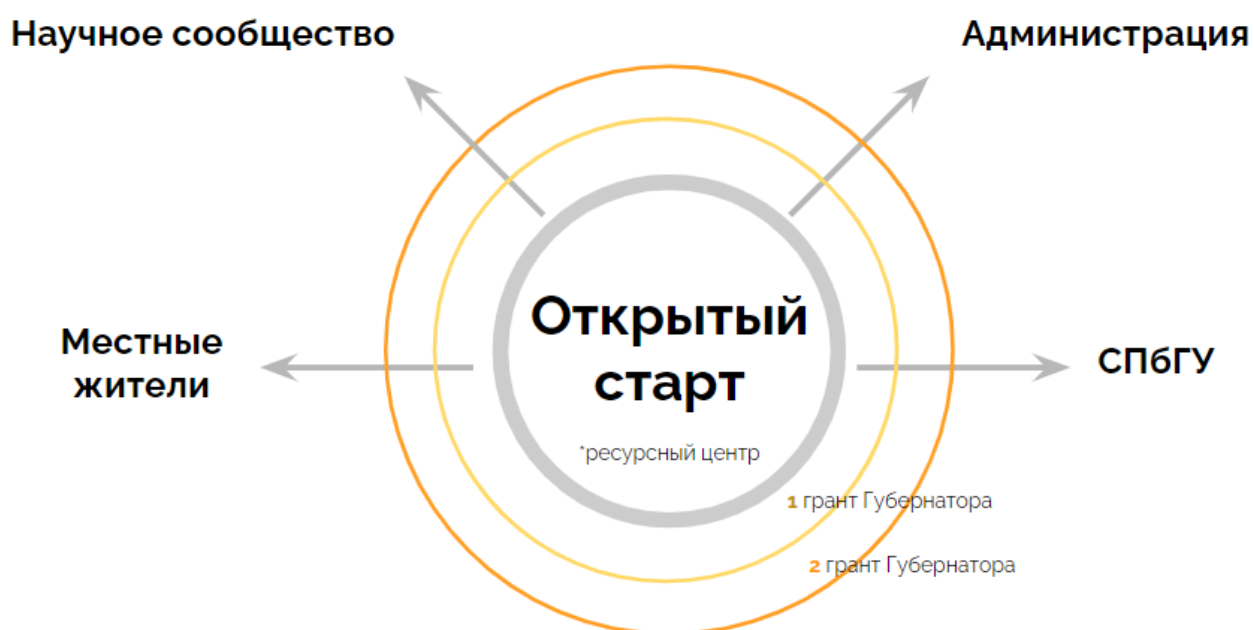 Научное сообщество
Администрация
Открытый
старт
*ресурсный центр
Местные
жители
СПбГУ
1 грант Губернатора
2 грант Губернатора